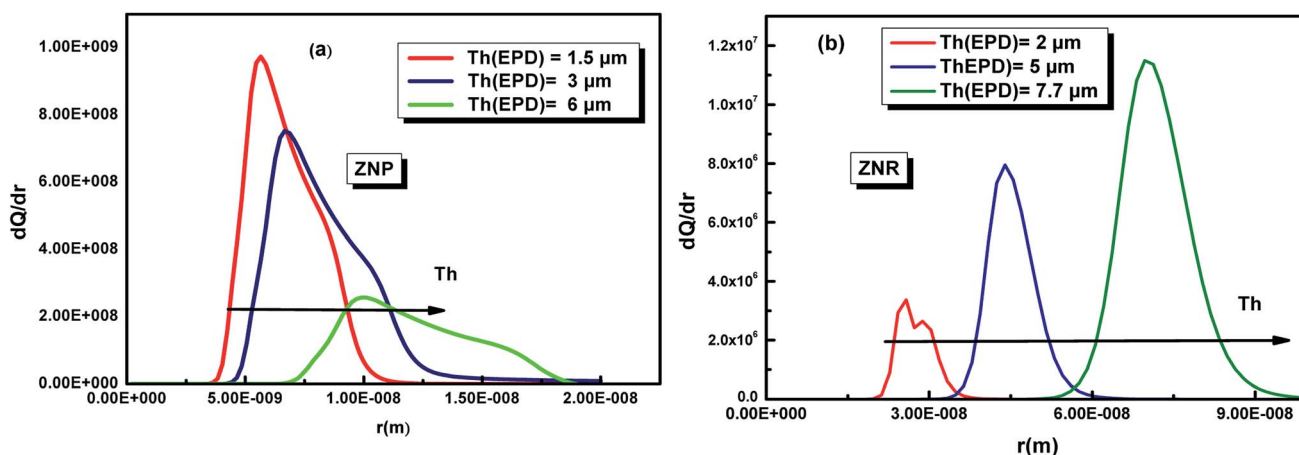 (a)
Th(EPD) = 1.5 µm
Th(EPD)= 3 µm
Th(EPD)= 6 µm
ZNP
Th
dQ/dr
1.00E+009
8.00E+008
6.00E+008
4.00E+008
2.00E+008
0.00E+000
0.00E+000 5.00E-009 1.00E-008 1.50E-008 2.00E-008
r(m)
(b)
Th(EPD)= 2 µm
ThEPD)= 5 µm
Th(EPD)= 7.7 µm
ZNR
Th
dQ/dr
1.2x10⁷
1.0x10⁷
8.0x10⁶
6.0x10⁶
4.0x10⁶
2.0x10⁶
0.0
0.00E+000 3.00E-008 6.00E-008 9.00E-008
r(m)